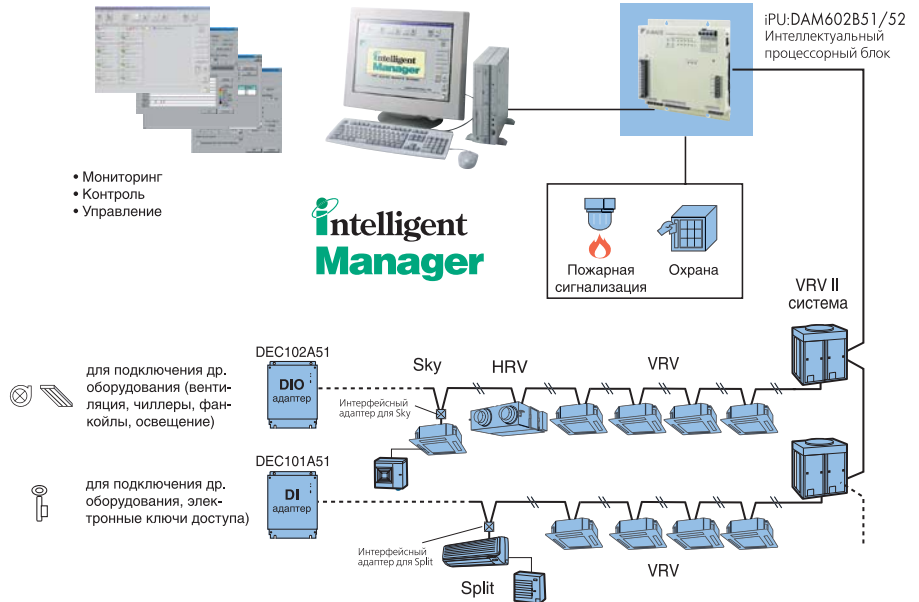 iPU:DAM602B51/52
Интеллектуальный
процессорный блок
intelligent
Manager
• Мониторинг
• Контроль
• Управление
intelligent
Manager
Пожарная
сигнализация
Охрана
VRV II
система
DEC102A51
для подключения др.
оборудования (венти-
ляция, чиллеры, фан-
койлы, освещение)
DIO
адаптер
Sky
HRV
VRV
Интерфейсный
адаптер для Sky
DEC101A51
для подключения др.
оборудования, элек-
тронные ключи доступа)
DI
адаптер
Интерфейсный
адаптер для Split
VRV
Split